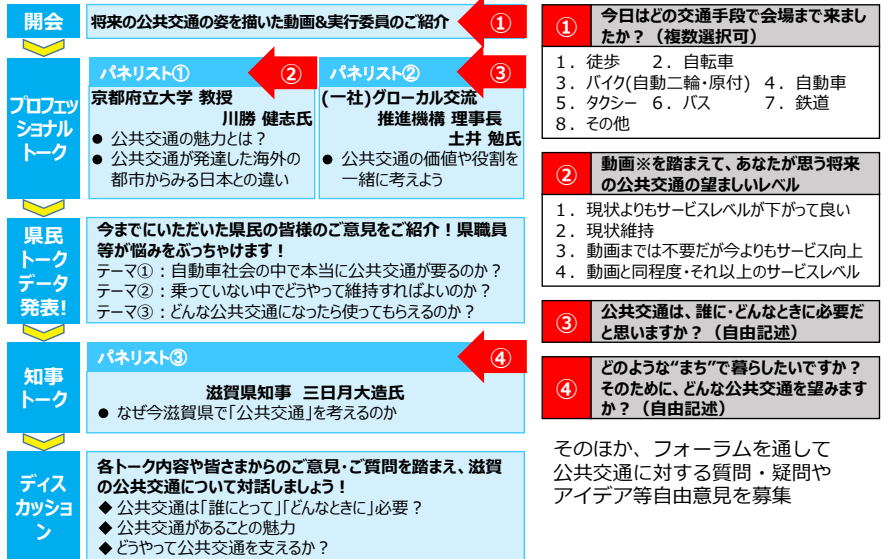 開会
将来の公共交通の姿を描いた動画&実行委員のご紹介
①
プロフェッ
ショナル
トーク
パネリスト①
②
京都府立大学 教授
川勝 健志氏
● 公共交通の魅力とは？
● 公共交通が発達した海外の
都市からみる日本との違い
パネリスト②
③
(一社)グローカル交流
推進機構 理事長
土井 勉氏
● 公共交通の価値や役割を
一緒に考えよう
県民
トーク
データ
発表!
今までにいただいた県民の皆様のご意見をご紹介！県職員
等が悩みをぶっちゃけます！
テーマ①：自動車社会の中で本当に公共交通が要るのか？
テーマ②：乗っていない中でどうやって維持すればよいのか？
テーマ③：どんな公共交通になったら使ってもらえるのか？
知事
トーク
パネリスト③
④
滋賀県知事 三日月大造氏
● なぜ今滋賀県で「公共交通」を考えるのか
ディス
カッショ
ン
各トーク内容や皆さまからのご意見・ご質問を踏まえ、滋賀
の公共交通について対話しましょう！
◆ 公共交通は「誰にとって」「どんなときに」必要？
◆ 公共交通があることの魅力
◆ どうやって公共交通を支えるか？
①
今日はどの交通手段で会場まで来まし
たか？（複数選択可）
1．徒歩 2．自転車
3．バイク(自動二輪・原付) 4．自動車
5．タクシー 6．バス 7．鉄道
8．その他
②
動画※を踏まえて、あなたが思う将来
の公共交通の望ましいレベル
1．現状よりもサービスレベルが下がって良い
2．現状維持
3．動画までは不要だが今よりもサービス向上
4．動画と同程度・それ以上のサービスレベル
③
公共交通は、誰に・どんなときに必要だ
と思いますか？（自由記述）
④
どのような“まち”で暮らしたいですか？
そのために、どんな公共交通を望みます
か？（自由記述）
そのほか、フォーラムを通して
公共交通に対する質問・疑問や
アイデア等自由意見を募集